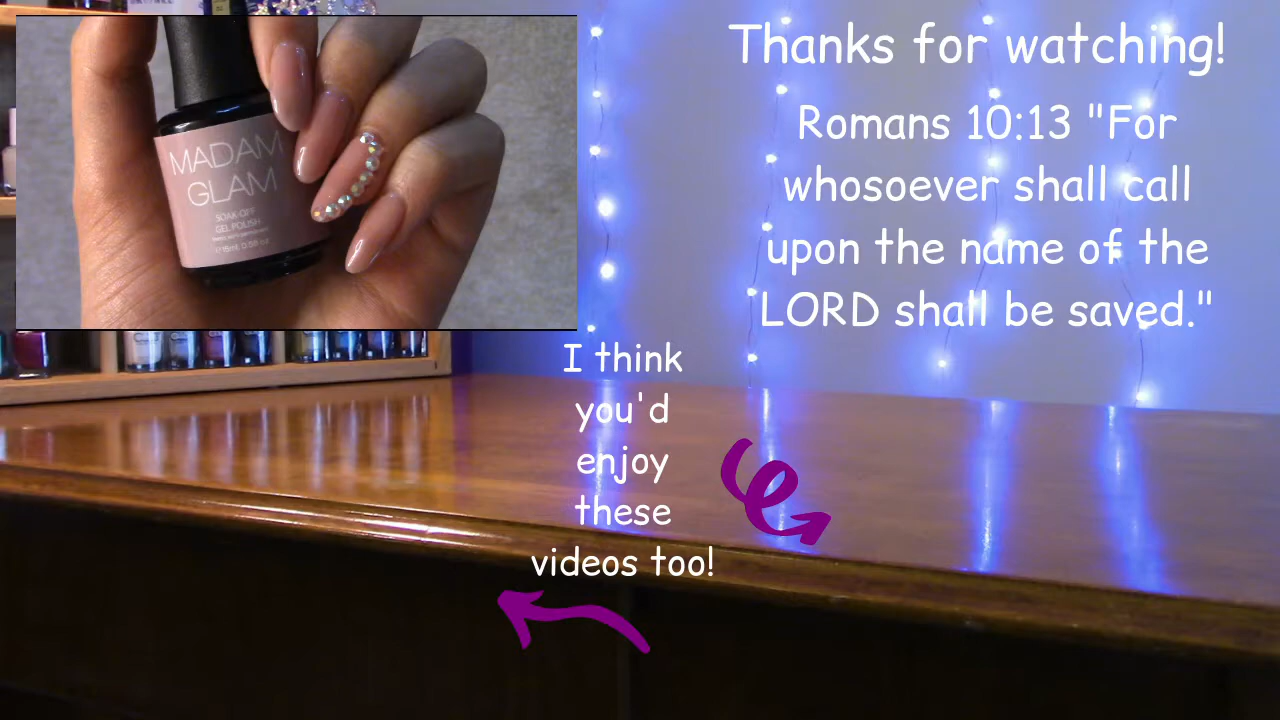 MADAM
GLAM
SOAK-OFF
GEL POLISH
Thanks for watching!
Romans 10:13 "For
whosoever shall call
upon the name of the
LORD shall be saved."
I think
you'd
enjoy
these
videos too!